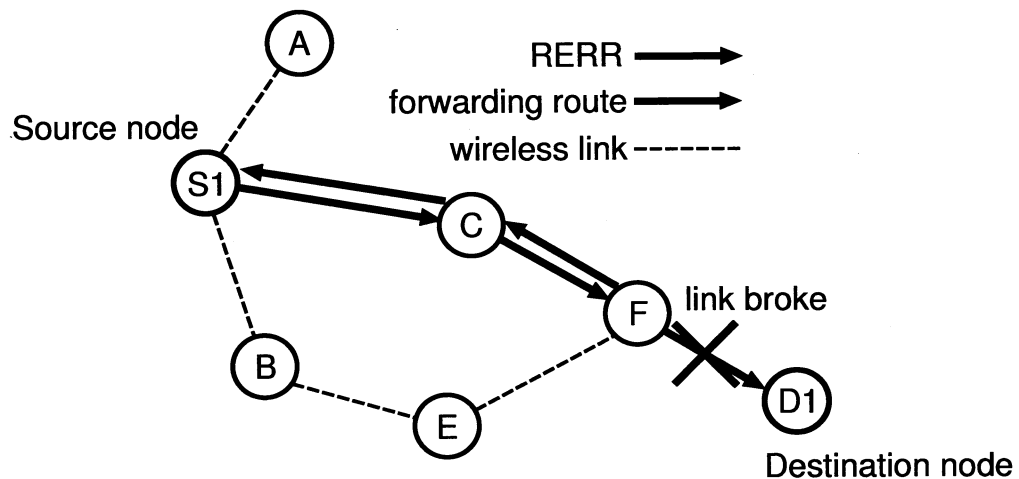 A
RERR
forwarding route
Source node
wireless link
S1
C
F
link broke
B
D1
E
Destination node